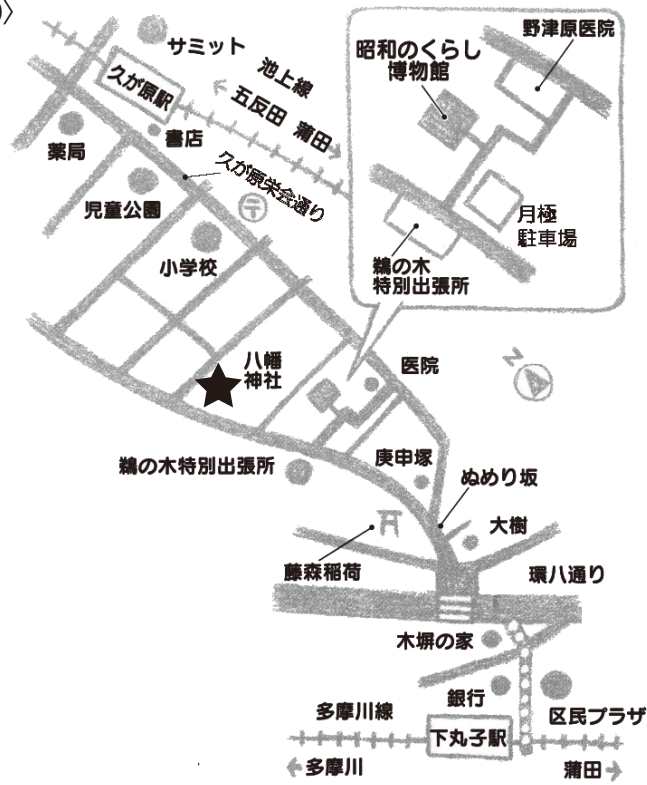 サミット
久が原駅
池上線
五反田 蒲田
書店
薬局
久が原栄会通り
〒
児童公園
小学校
八幡
神社
野津原医院
昭和のくらし
博物館
月極
駐車場
鵜の木
特別出張所
N
医院
鵜の木特別出張所
庚申塚
ぬめり坂
大樹
藤森稲荷
環八通り
木塀の家
銀行
区民プラザ
多摩川線
下丸子駅
多摩川
蒲田